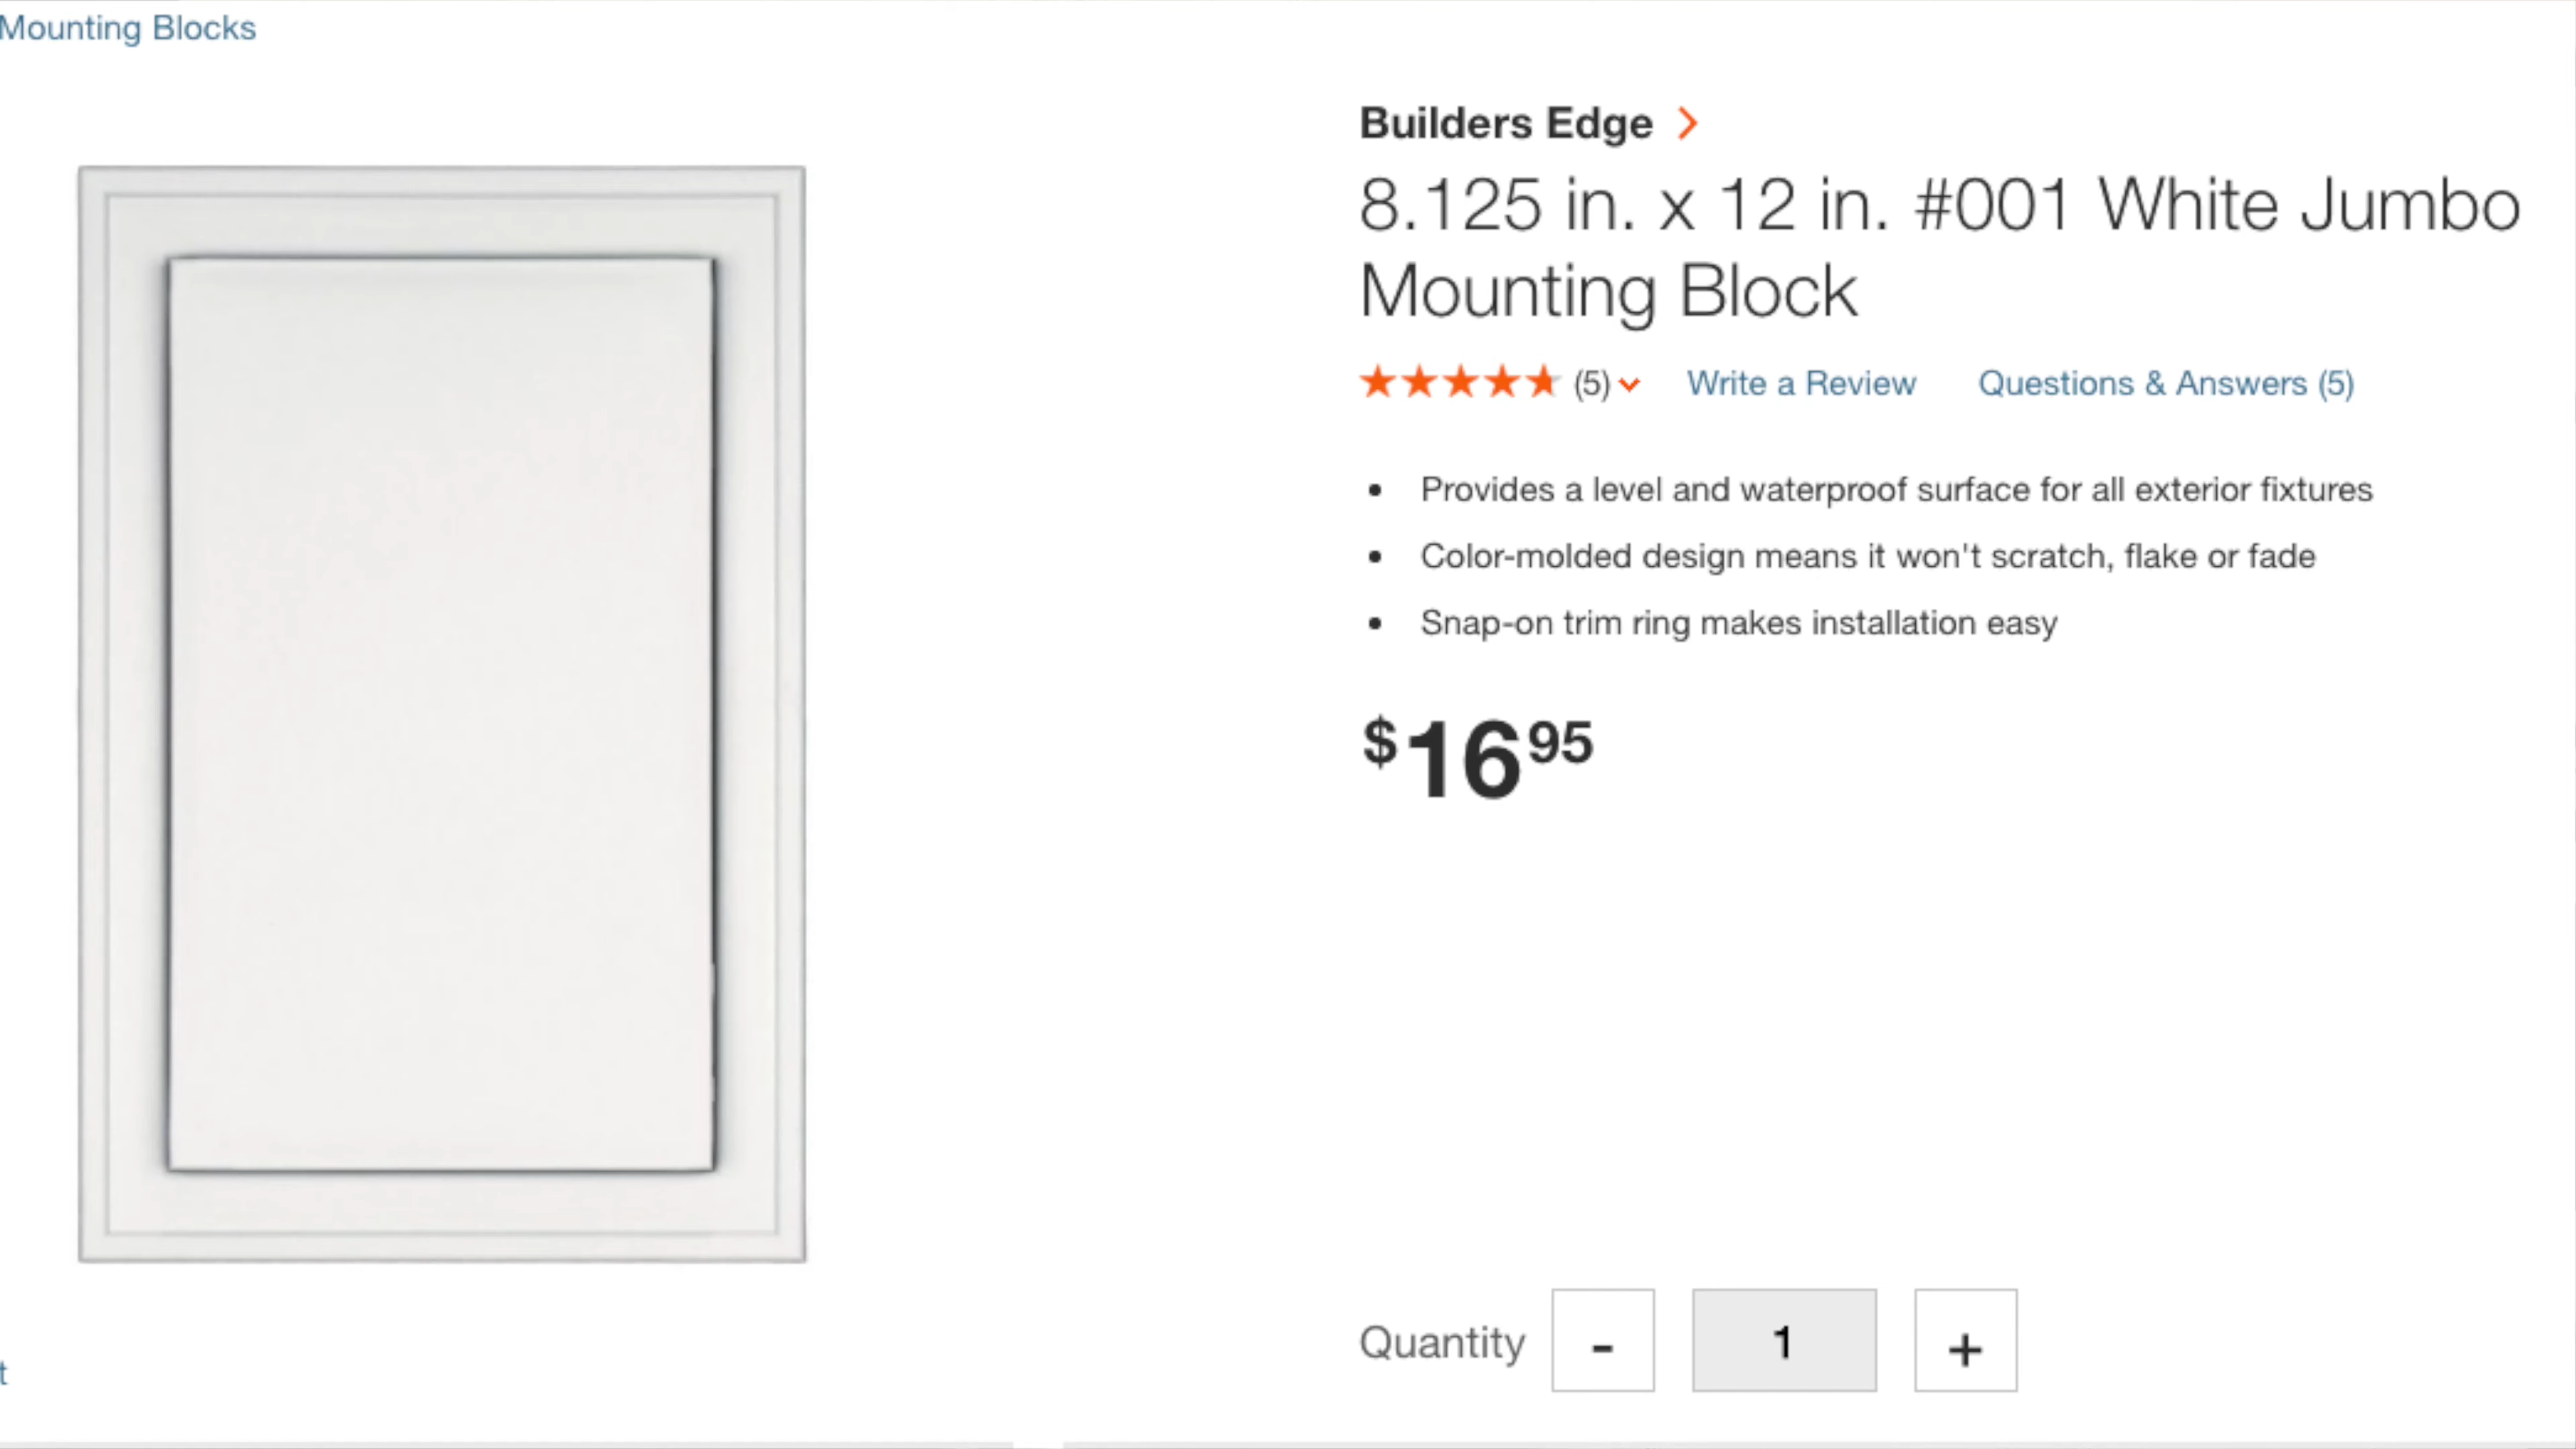 Mounting Blocks
Builders Edge
8.125 in. x 12 in. #001 White Jumbo
Mounting Block
(5) Write a Review Questions & Answers (5)
• Provides a level and waterproof surface for all exterior fixtures
• Color-molded design means it won't scratch, flake or fade
• Snap-on trim ring makes installation easy
$16 95
Quantity - 1 +
t